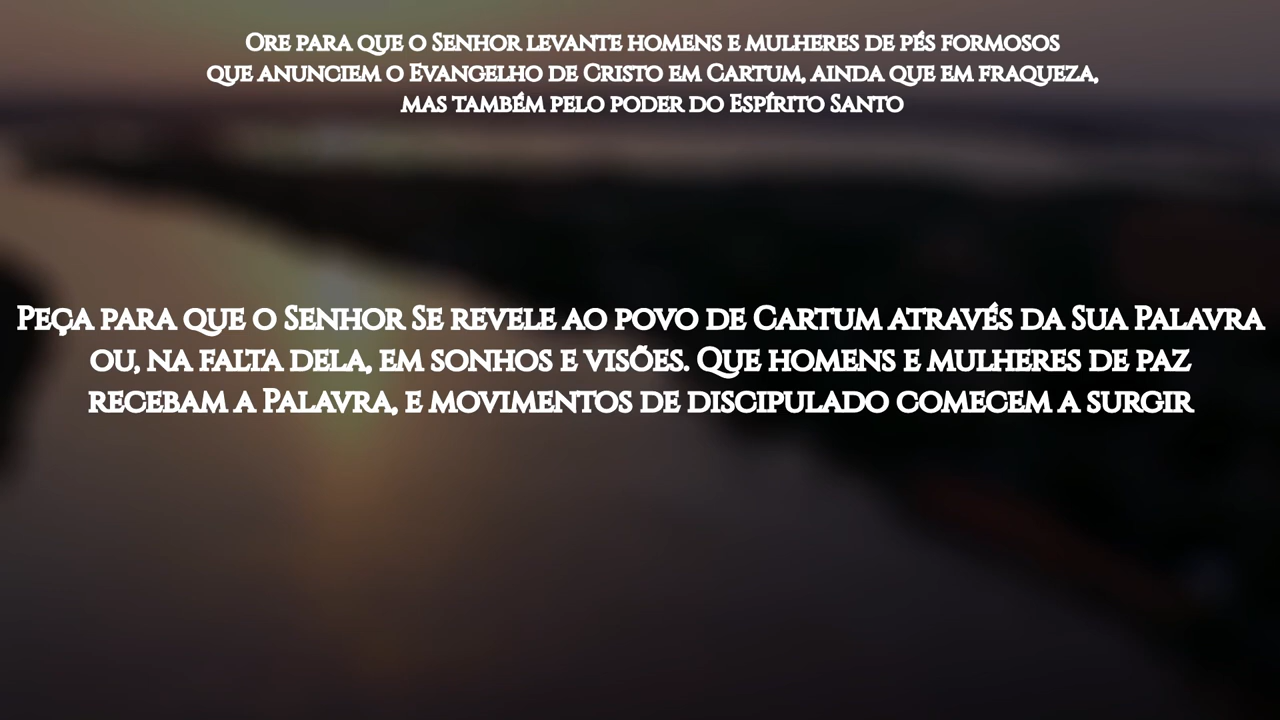 Ore para que o Senhor levante homens e mulheres de pés formosos
que anunciem o Evangelho de Cristo em Cartum, ainda que em fraqueza,
mas também pelo poder do Espírito Santo
Peça para que o Senhor Se revele ao povo de Cartum através da Sua Palavra
ou, na falta dela, em sonhos e visões. Que homens e mulheres de paz
recebam a Palavra, e movimentos de discipulado comecem a surgir